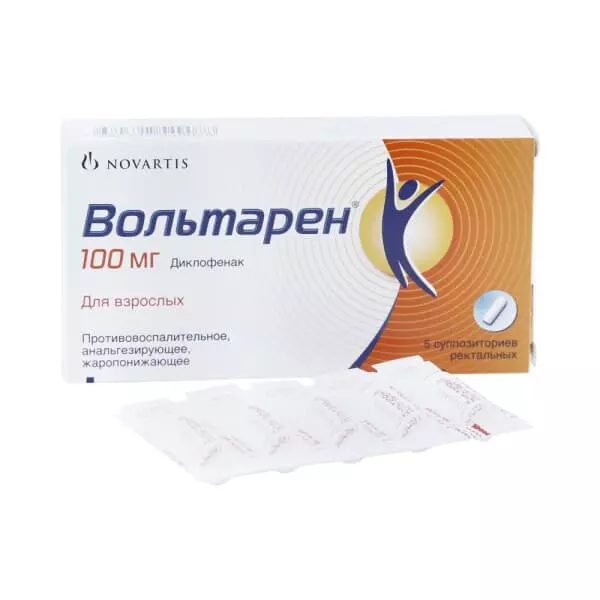 NOVARTIS
Вольтарен®
100 мг Диклофенак
Для взрослых
Противовоспалительное,
анальгезирующее,
жаропонижающее
5 суппозиториев
ректальных